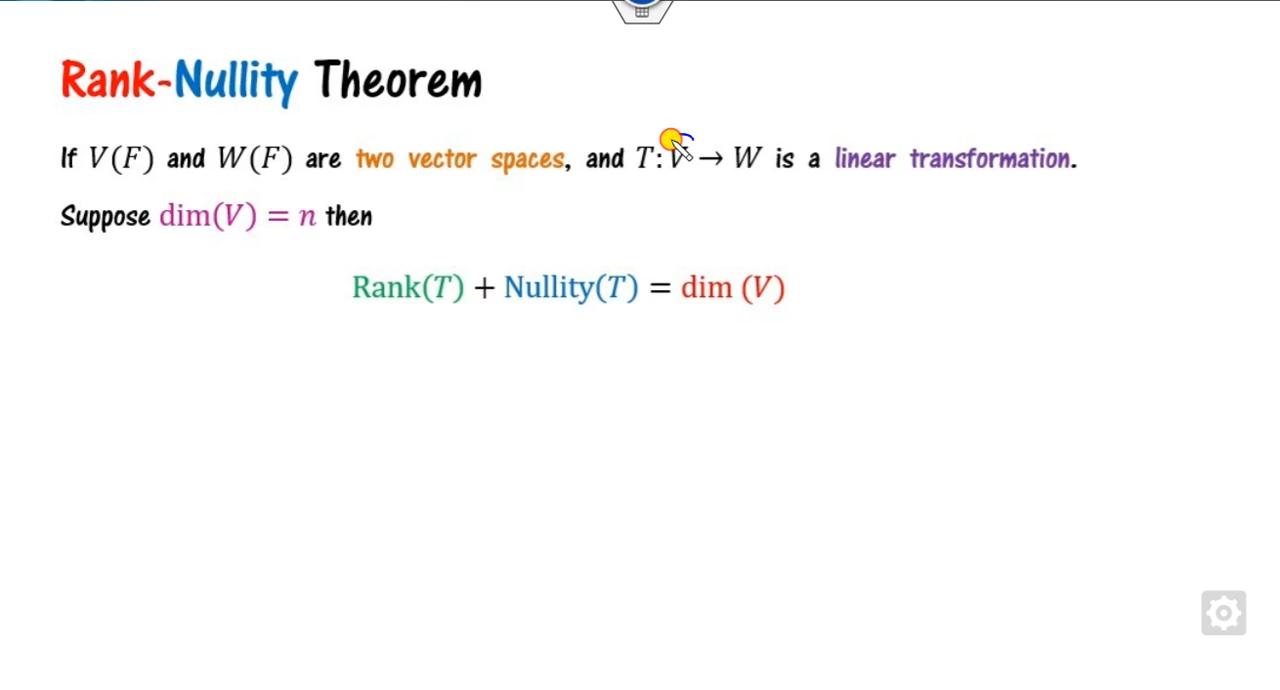 Rank-Nullity Theorem
If V(F) and W(F) are two vector spaces, and T: V → W is a linear transformation.
Suppose dim(V) = n then
Rank(T) + Nullity(T) = dim (V)